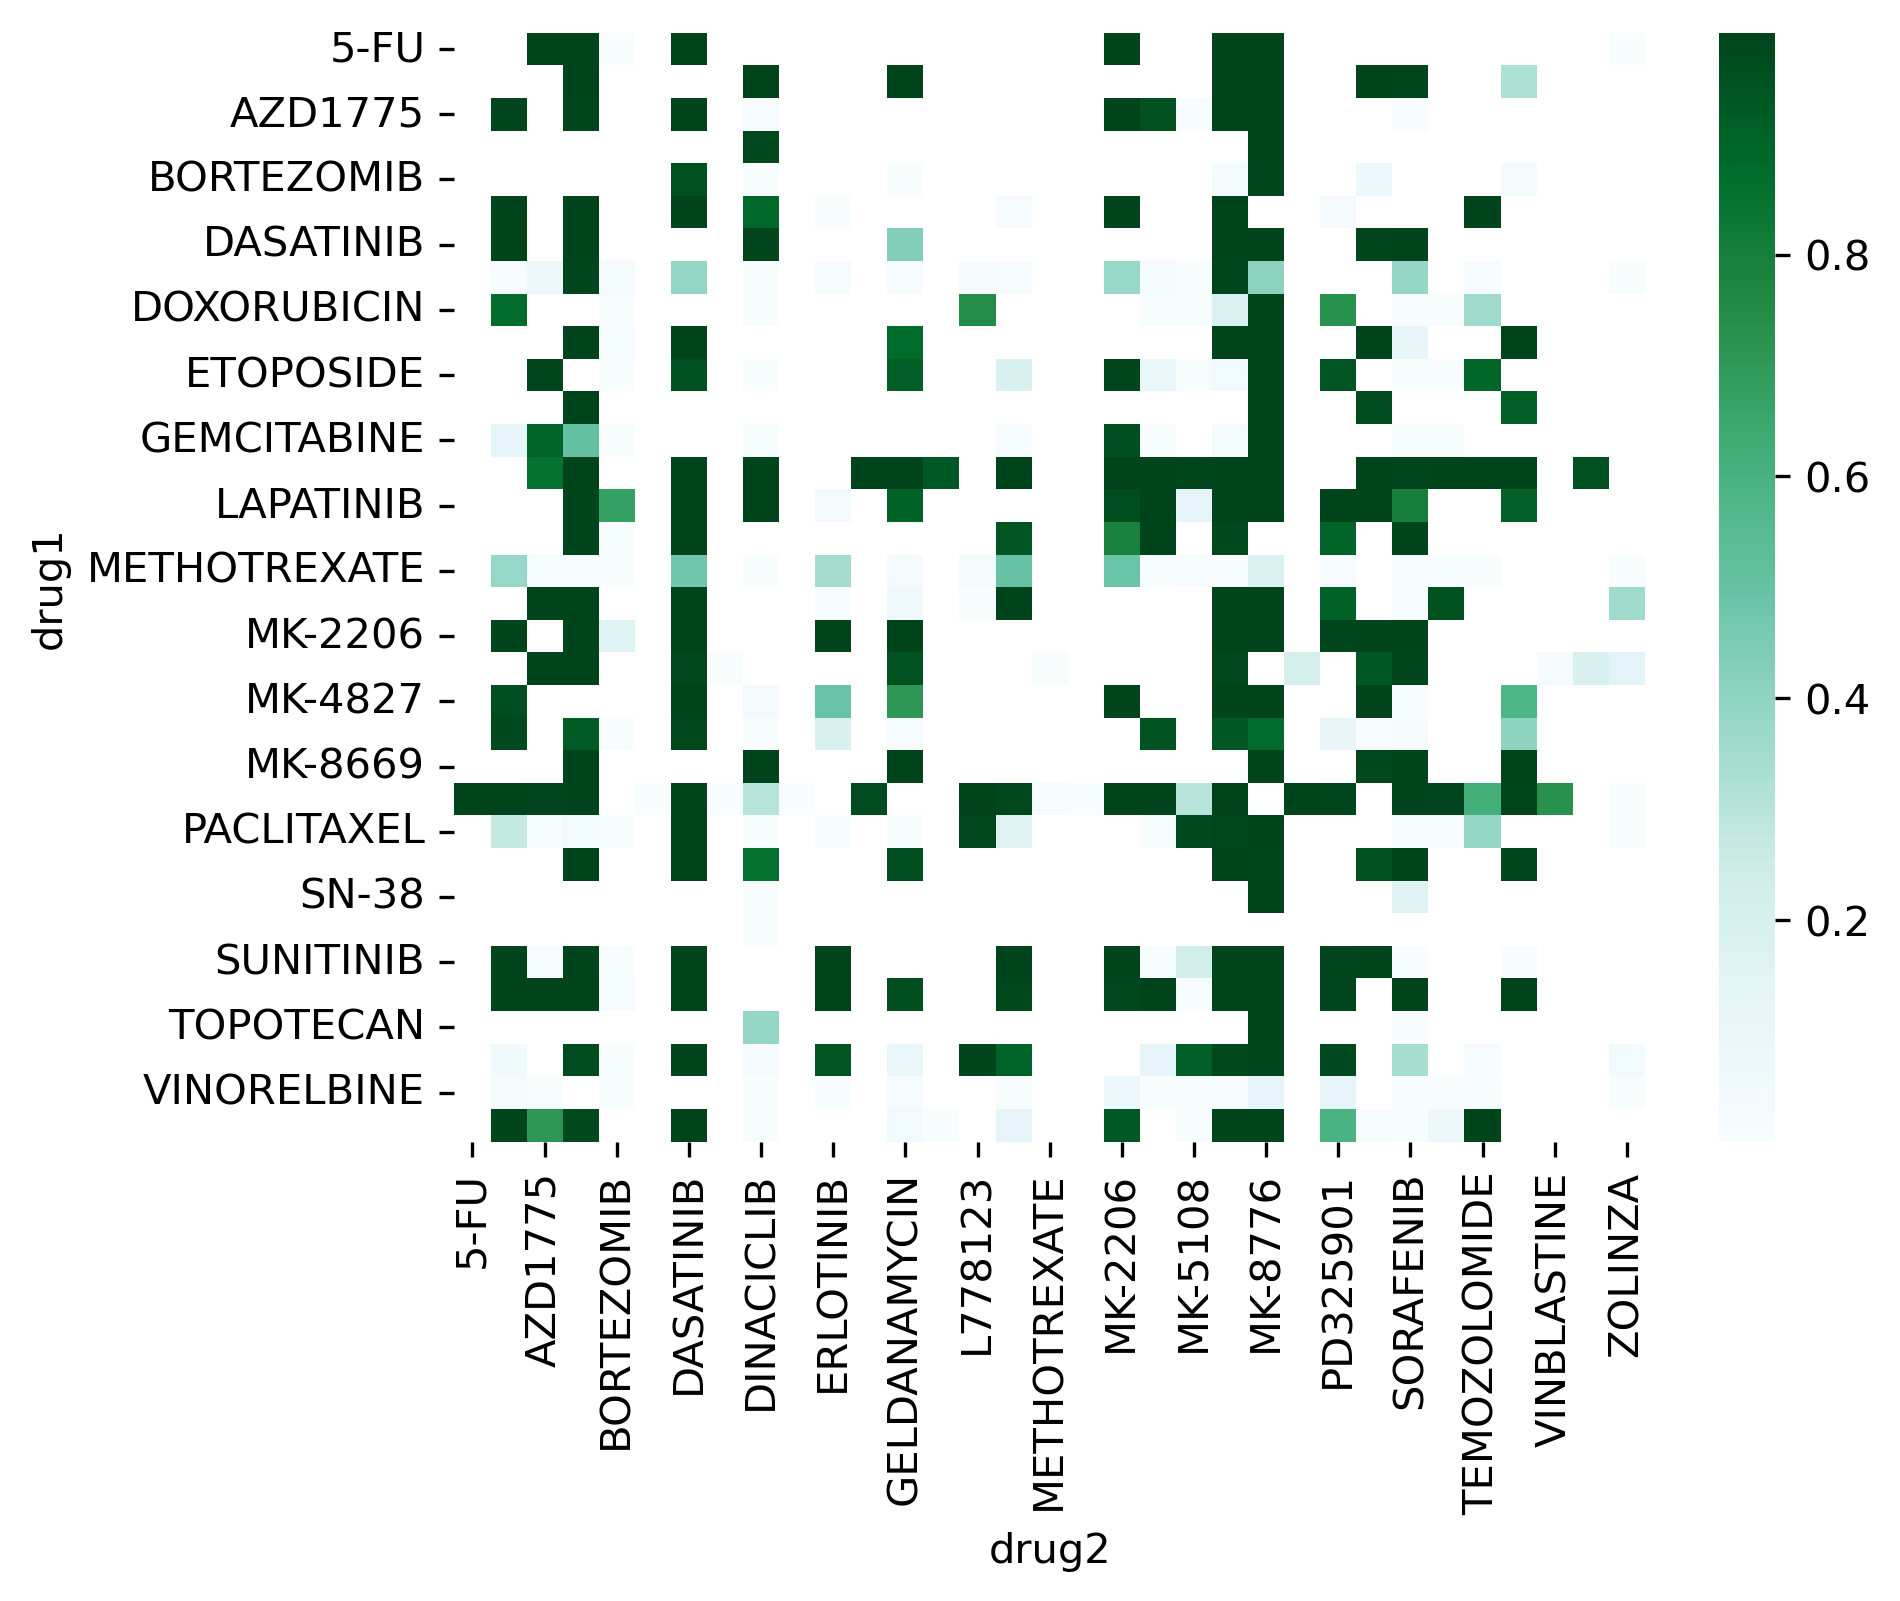 5-FU
AZD1775
BORTEZOMIB
DASATINIB
DOXORUBICIN
ETOPOSIDE
GEMCITABINE
LAPATINIB
METHOTREXATE
MK-2206
MK-4827
MK-8669
PACLITAXEL
SN-38
SUNITINIB
TOPOTECAN
VINORELBINE
drug1
5-FU
AZD1775
BORTEZOMIB
DASATINIB
DINACICLIB
ERLOTINIB
GELDANAMYCIN
L778123
METHOTREXATE
MK-2206
MK-5108
MK-8776
PD325901
SORAFENIB
TEMOZOLOMIDE
VINBLASTINE
ZOLINZA
drug2
0.8
0.6
0.4
0.2